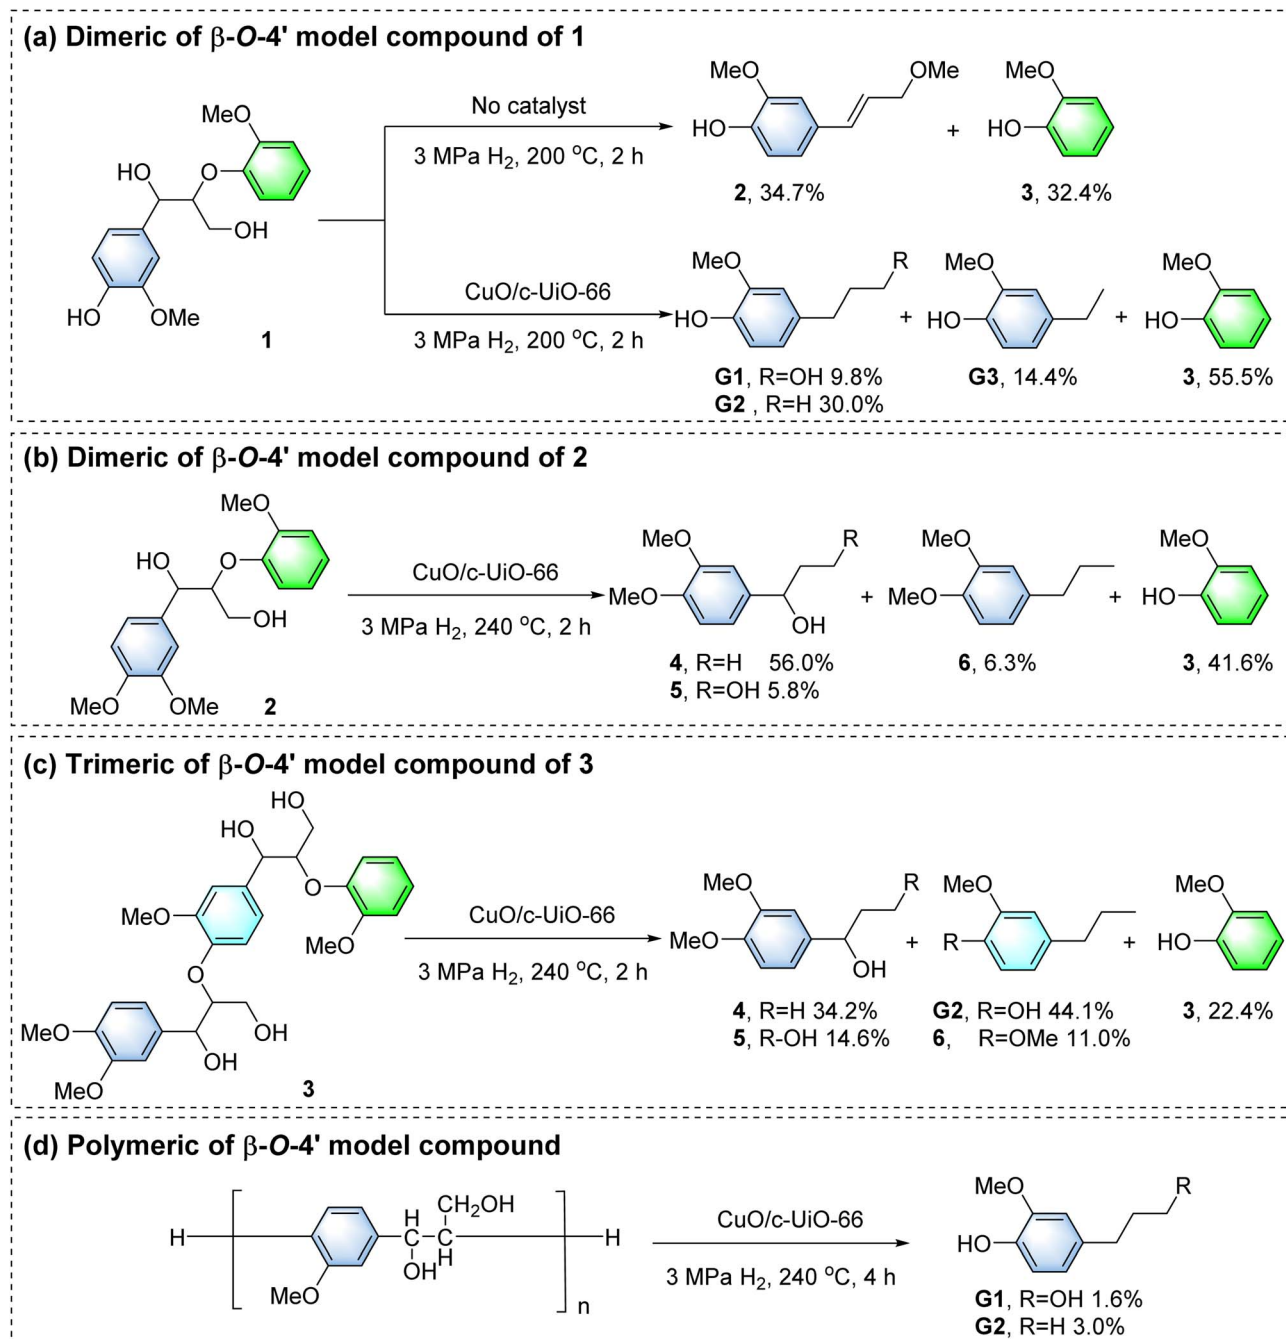 (a) Dimeric of β-O-4' model compound of 1
MeO
HO
O
OH
HO
OMe
1
No catalyst
3 MPa H₂, 200 °C, 2 h
MeO
OMe
HO
2, 34.7%
+
MeO
HO
3, 32.4%
CuO/c-UiO-66
3 MPa H₂, 200 °C, 2 h
MeO
R
HO
G1, R=OH 9.8%
G2 , R=H 30.0%
+
MeO
HO
G3, 14.4%
+
MeO
HO
3, 55.5%
(b) Dimeric of β-O-4' model compound of 2
MeO
HO
O
OH
MeO
OMe
2
CuO/c-UiO-66
3 MPa H₂, 240 °C, 2 h
MeO
R
MeO
OH
4, R=H 56.0%
5, R=OH 5.8%
+
MeO
MeO
6, 6.3%
+
MeO
HO
3, 41.6%
(c) Trimeric of β-O-4' model compound of 3
HO
HO
O
MeO
MeO
O
MeO
OH
OH
MeO
3
CuO/c-UiO-66
3 MPa H₂, 240 °C, 2 h
MeO
R
MeO
OH
4, R=H 34.2%
5, R-OH 14.6%
+
MeO
R
G2, R=OH 44.1%
6, R=OMe 11.0%
+
MeO
HO
3, 22.4%
(d) Polymeric of β-O-4' model compound
H
MeO
H
C
OH
CH₂OH
C
H
H
n
CuO/c-UiO-66
3 MPa H₂, 240 °C, 4 h
MeO
R
HO
G1, R=OH 1.6%
G2, R=H 3.0%